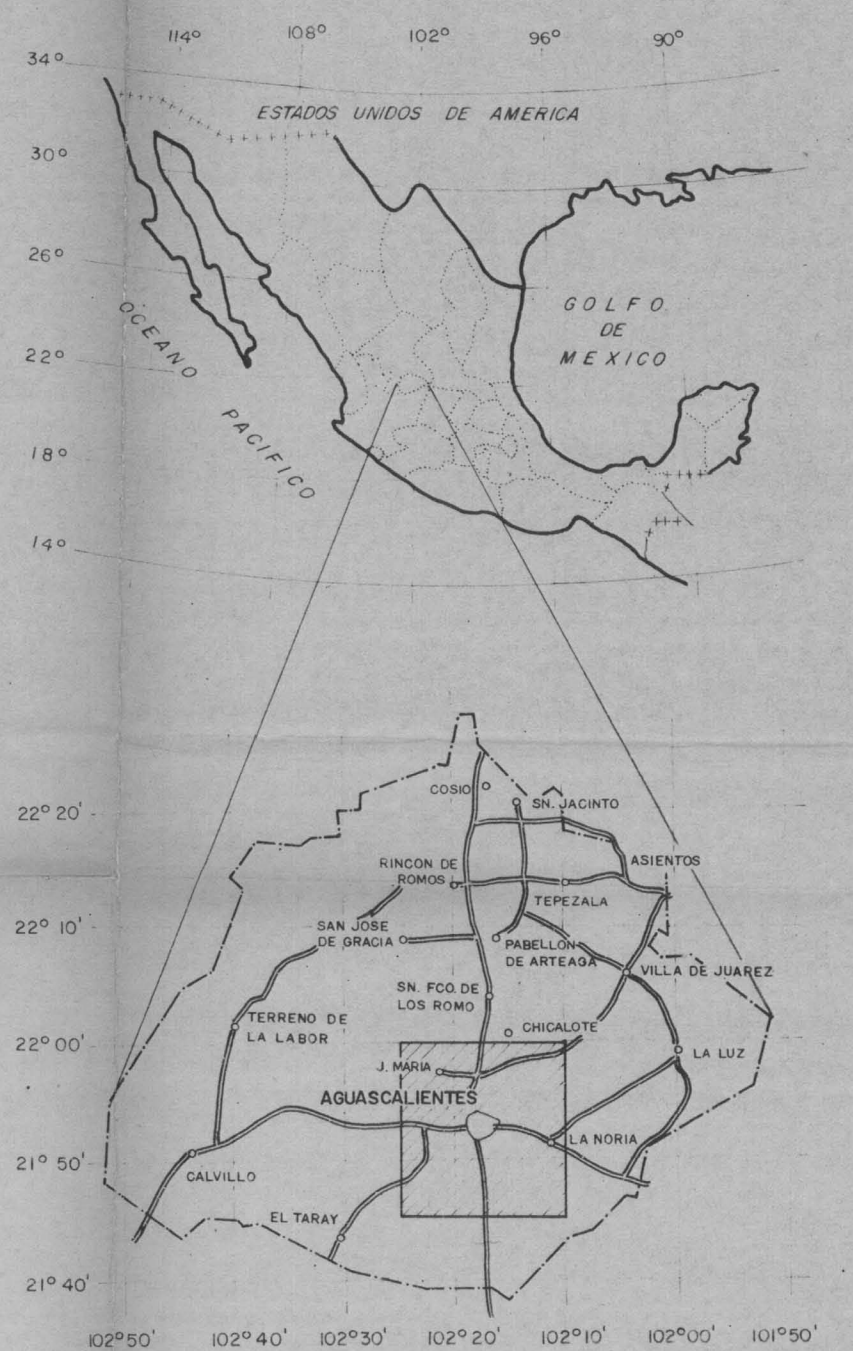 114° 108° 102° 96° 90°
34°
ESTADOS UNIDOS DE AMERICA
30°
26°
GOLFO
DE
MEXICO
OCEANO
PACIFICO
22°
18°
14°
COSIO
22° 20'
SN. JACINTO
ASIENTOS
RINCON DE
ROMOS
TEPEZALA
22° 10'
SAN JOSE
DE GRACIA
PABELLON
DE ARTEAGA
VILLA DE JUAREZ
SN. FCO. DE
LOS ROMO
TERRENO DE
LA LABOR
CHICALOTE
22° 00'
LA LUZ
J. MARIA
AGUASCALIENTES
LA NORIA
21° 50'
CALVILLO
EL TARAY
21° 40'
102°50' 102°40' 102°30' 102°20' 102°10' 102°00' 101°50'